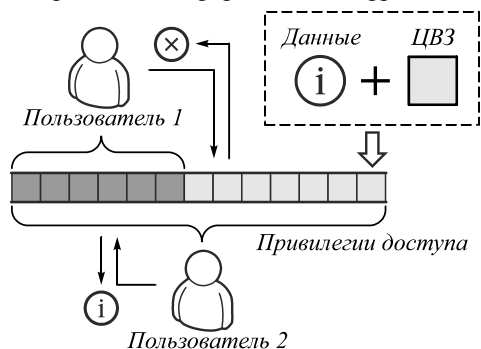 Данные ЦВЗ
i
Пользователь 1
Привилегии доступа
i
Пользователь 2